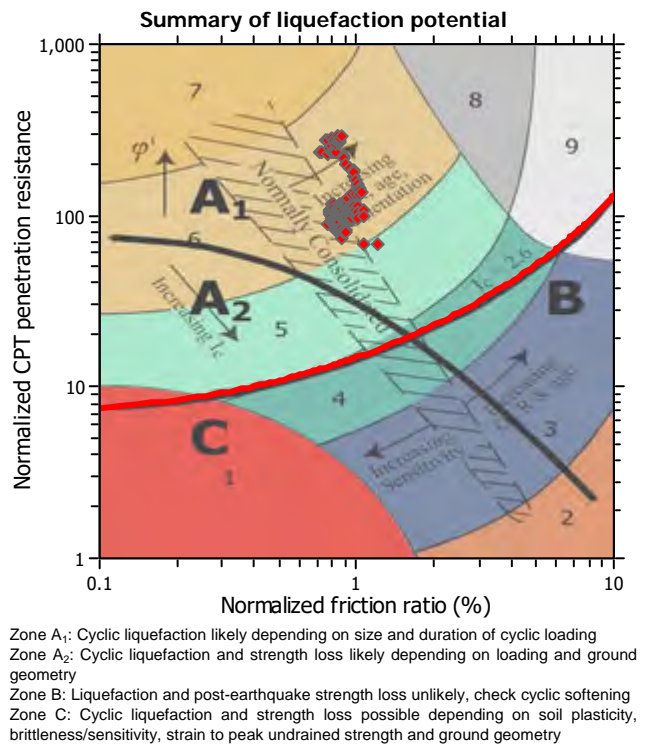 Summary of liquefaction potential
1,000
100
10
1
0.1
1
10
Normalized CPT penetration resistance
Normalized friction ratio (%)
7
8
9
φ'
A1
Increasing
age,
entation
Normally Consolidated
6
A2
Increasing Ic
5
Ic 2.6
B
4
C
1
Increasing
OCR & age
3
Increasing
Sensitivity
2
Zone A1: Cyclic liquefaction likely depending on size and duration of cyclic loading
Zone A2: Cyclic liquefaction and strength loss likely depending on loading and ground
geometry
Zone B: Liquefaction and post-earthquake strength loss unlikely, check cyclic softening
Zone C: Cyclic liquefaction and strength loss possible depending on soil plasticity,
brittleness/sensitivity, strain to peak undrained strength and ground geometry